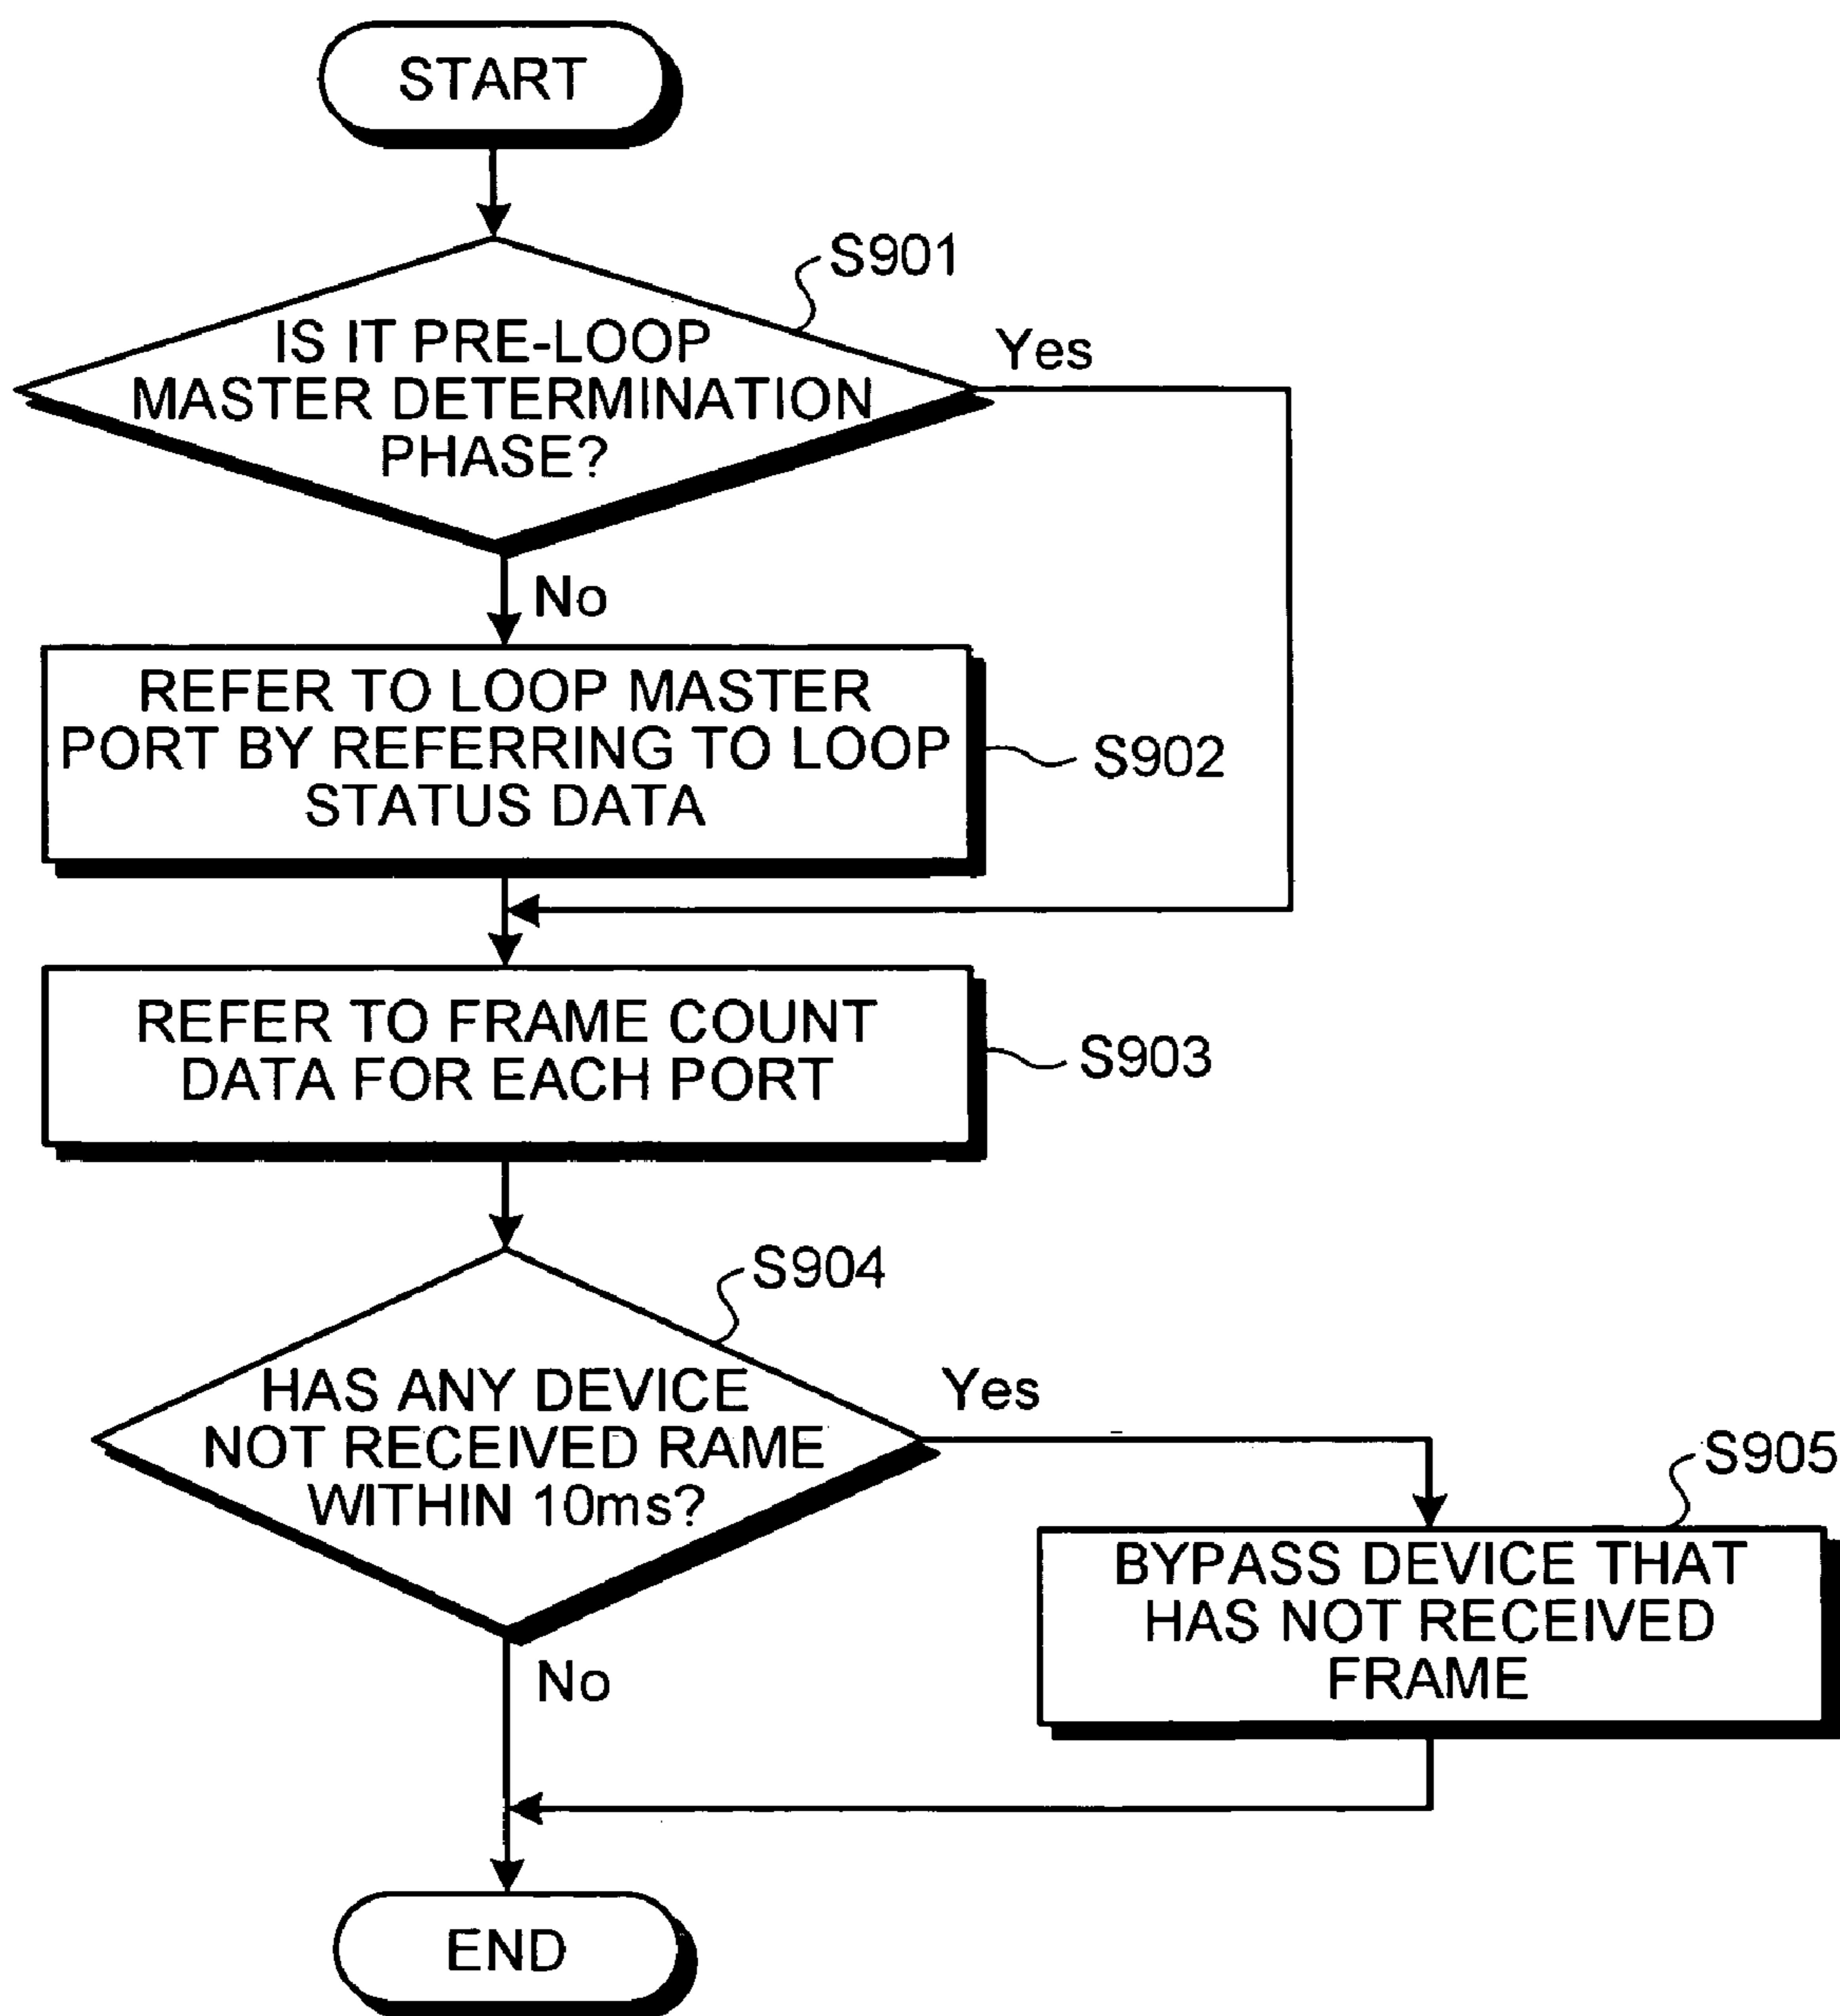 START
S901
IS IT PRE-LOOP
MASTER DETERMINATION
PHASE?
Yes
No
REFER TO LOOP MASTER
PORT BY REFERRING TO LOOP
STATUS DATA
S902
REFER TO FRAME COUNT
DATA FOR EACH PORT
S903
S904
HAS ANY DEVICE
NOT RECEIVED RAME
WITHIN 10ms?
Yes
No
S905
BYPASS DEVICE THAT
HAS NOT RECEIVED
FRAME
END